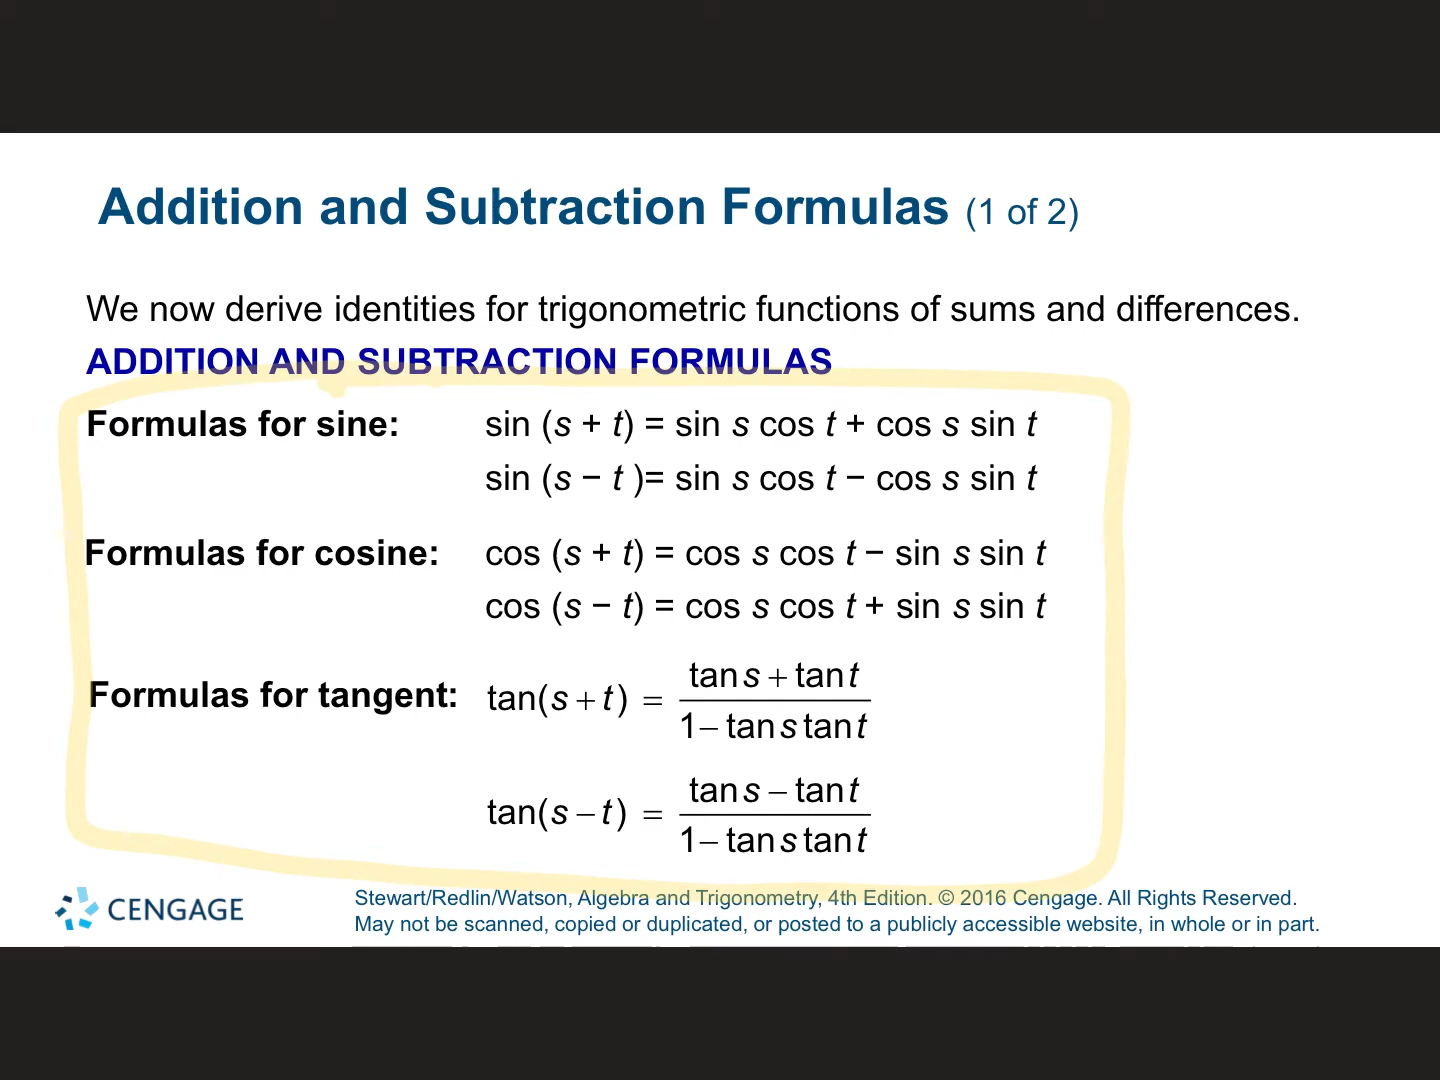 Addition and Subtraction Formulas (1 of 2)
We now derive identities for trigonometric functions of sums and differences.
ADDITION AND SUBTRACTION FORMULAS
Formulas for sine: sin (s + t) = sin s cos t + cos s sin t
sin (s − t )= sin s cos t − cos s sin t
Formulas for cosine: cos (s + t) = cos s cos t − sin s sin t
cos (s − t) = cos s cos t + sin s sin t
Formulas for tangent: tan(s + t) = (tan s + tan t) / (1 − tan s tan t)
tan(s − t) = (tan s − tan t) / (1 − tan s tan t)
CENGAGE
Stewart/Redlin/Watson, Algebra and Trigonometry, 4th Edition. © 2016 Cengage. All Rights Reserved.
May not be scanned, copied or duplicated, or posted to a publicly accessible website, in whole or in part.